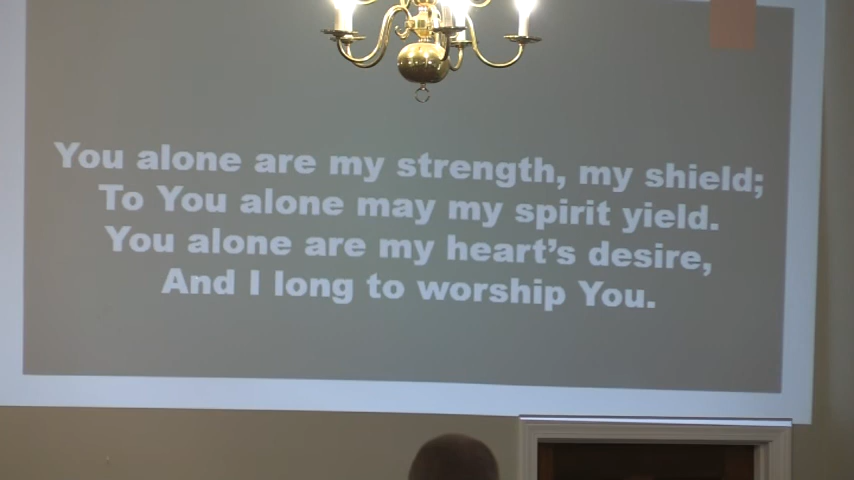 You alone are my strength, my shield;
To You alone may my spirit yield.
You alone are my heart’s desire,
And I long to worship You.